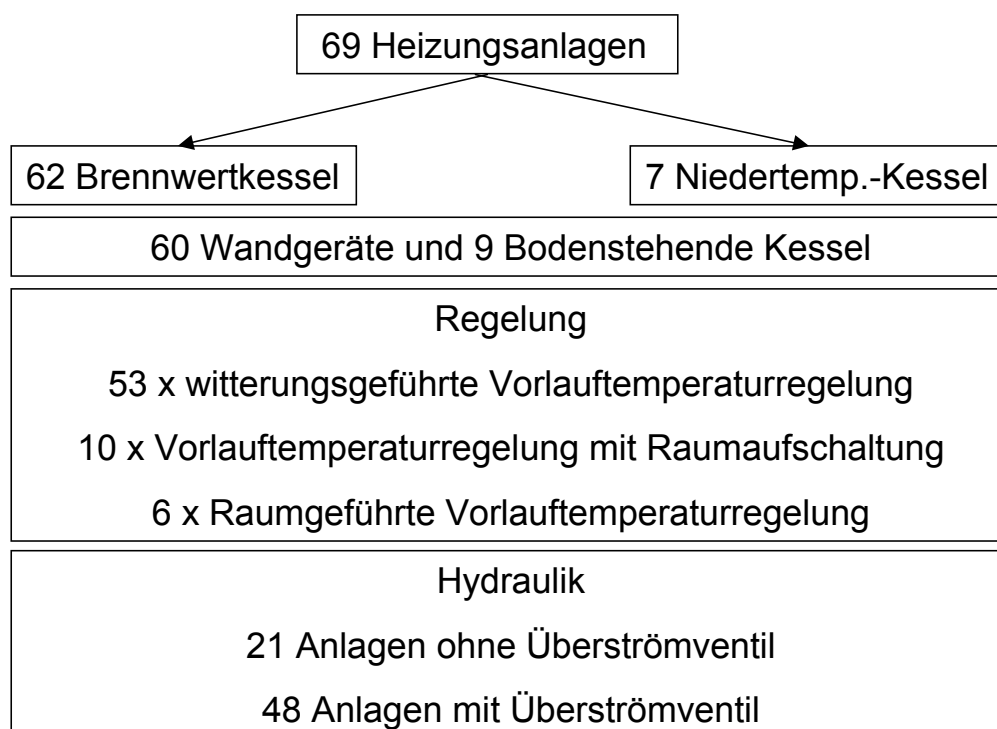 69 Heizungsanlagen
62 Brennwertkessel
7 Niedertemp.-Kessel
60 Wandgeräte und 9 Bodenstehende Kessel
Regelung
53 x witterungsgeführte Vorlauftemperaturregelung
10 x Vorlauftemperaturregelung mit Raumaufschaltung
6 x Raumgeführte Vorlauftemperaturregelung
Hydraulik
21 Anlagen ohne Überströmventil
48 Anlagen mit Überströmventil